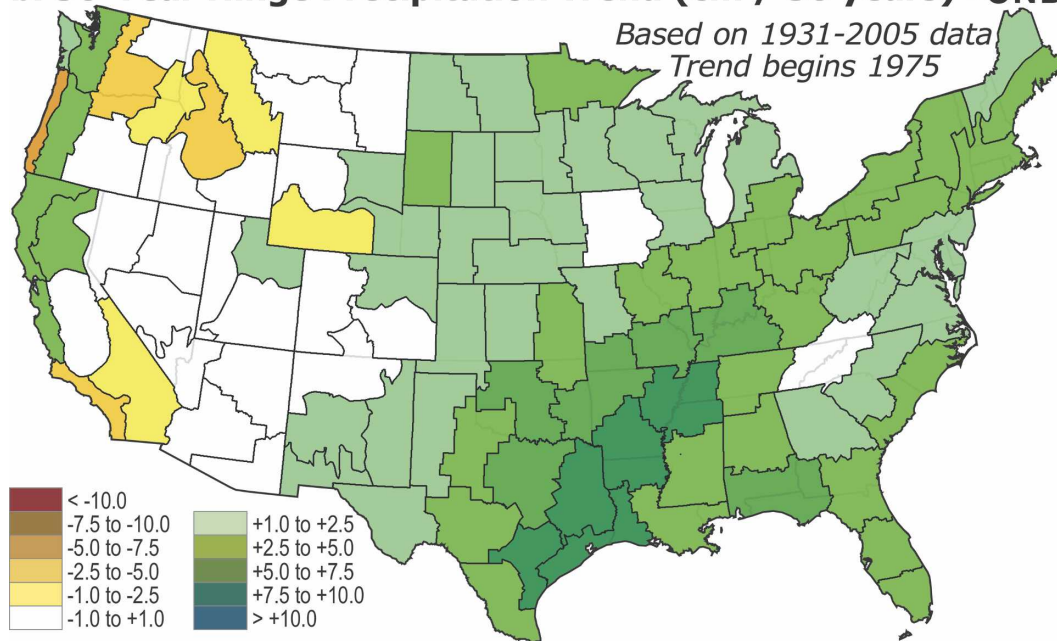 Based on 1931-2005 data
Trend begins 1975
< -10.0
-7.5 to -10.0
-5.0 to -7.5
-2.5 to -5.0
-1.0 to -2.5
-1.0 to +1.0
+1.0 to +2.5
+2.5 to +5.0
+5.0 to +7.5
+7.5 to +10.0
> +10.0